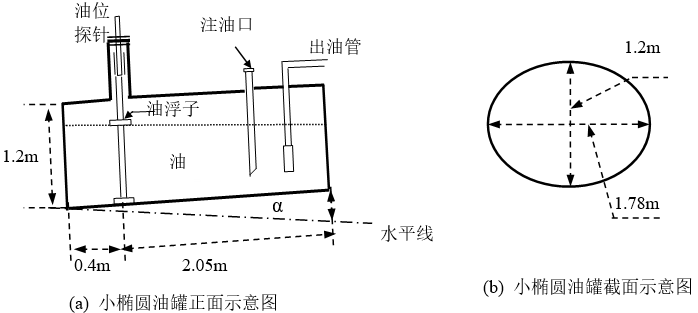 油位
探针
注油口
出油管
油浮子
1.2m
油
α
水平线
0.4m
2.05m
(a) 小椭圆油罐正面示意图
1.2m
1.78m
(b) 小椭圆油罐截面示意图